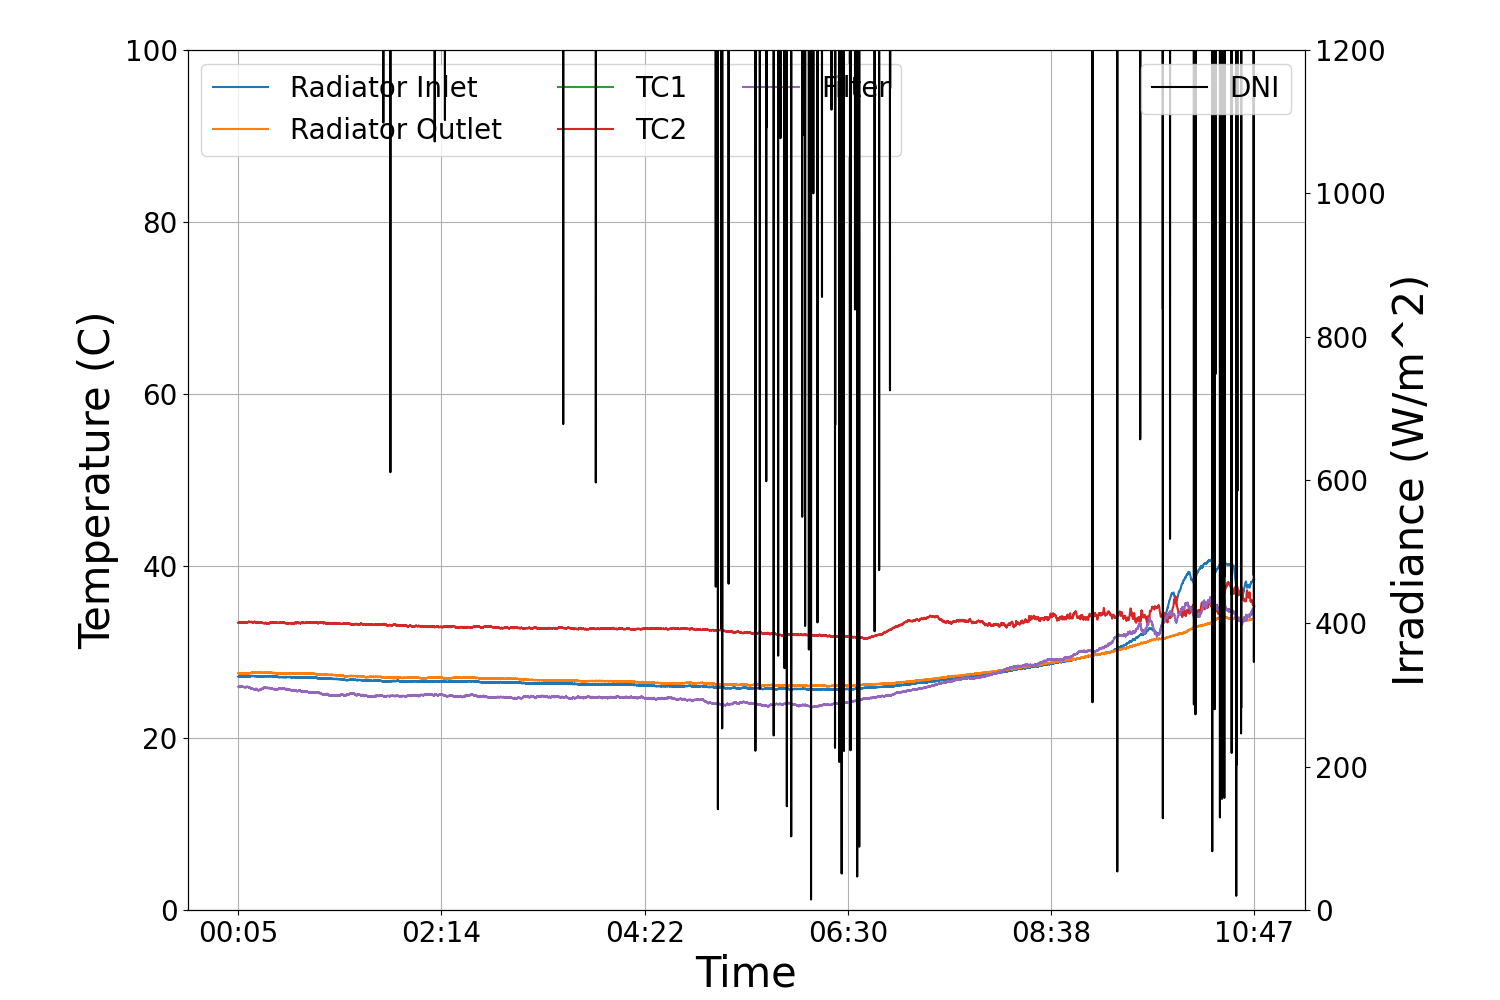 Radiator Inlet
Radiator Outlet
TC1
TC2
Filter
DNI
Temperature (C)
100
80
60
40
20
0
Irradiance (W/m^2)
1200
1000
800
600
400
200
0
00:05 02:14 04:22 06:30 08:38 10:47
Time